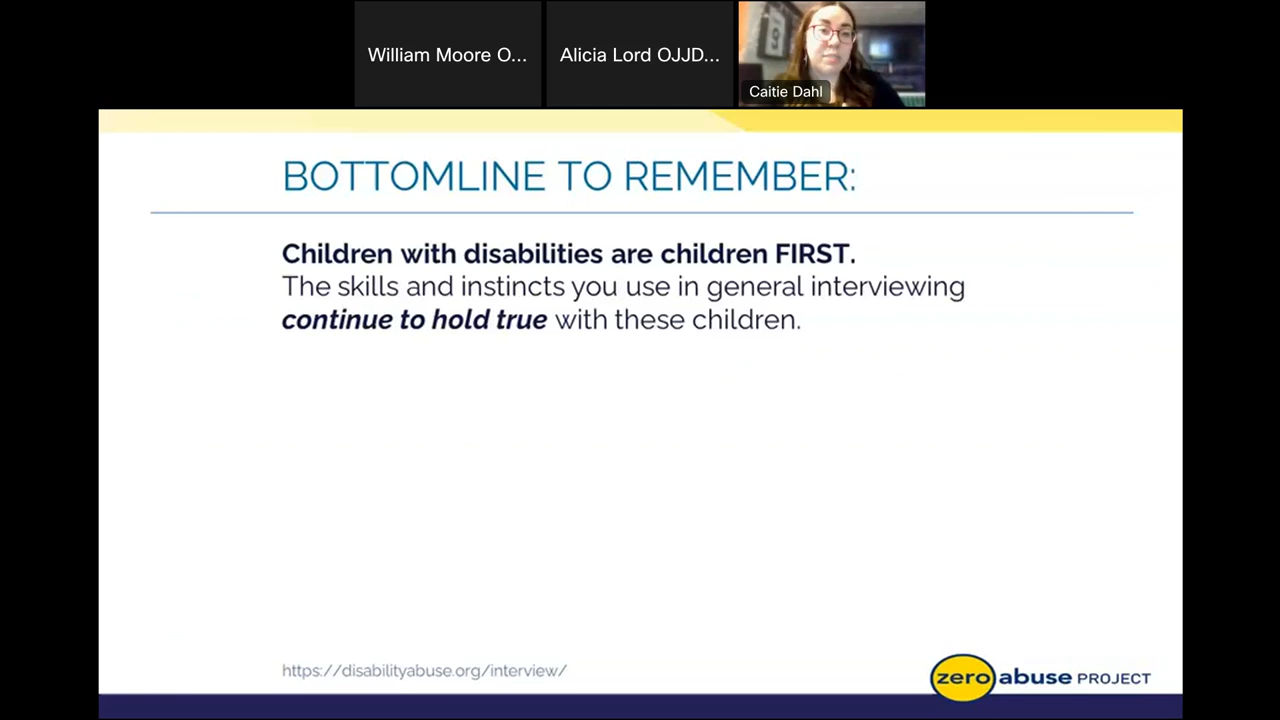 William Moore O...
Alicia Lord OJJD...
Caitie Dahl
BOTTOMLINE TO REMEMBER:
Children with disabilities are children FIRST.
The skills and instincts you use in general interviewing
continue to hold true with these children.
https://disabilityabuse.org/interview/
zero abuse PROJECT